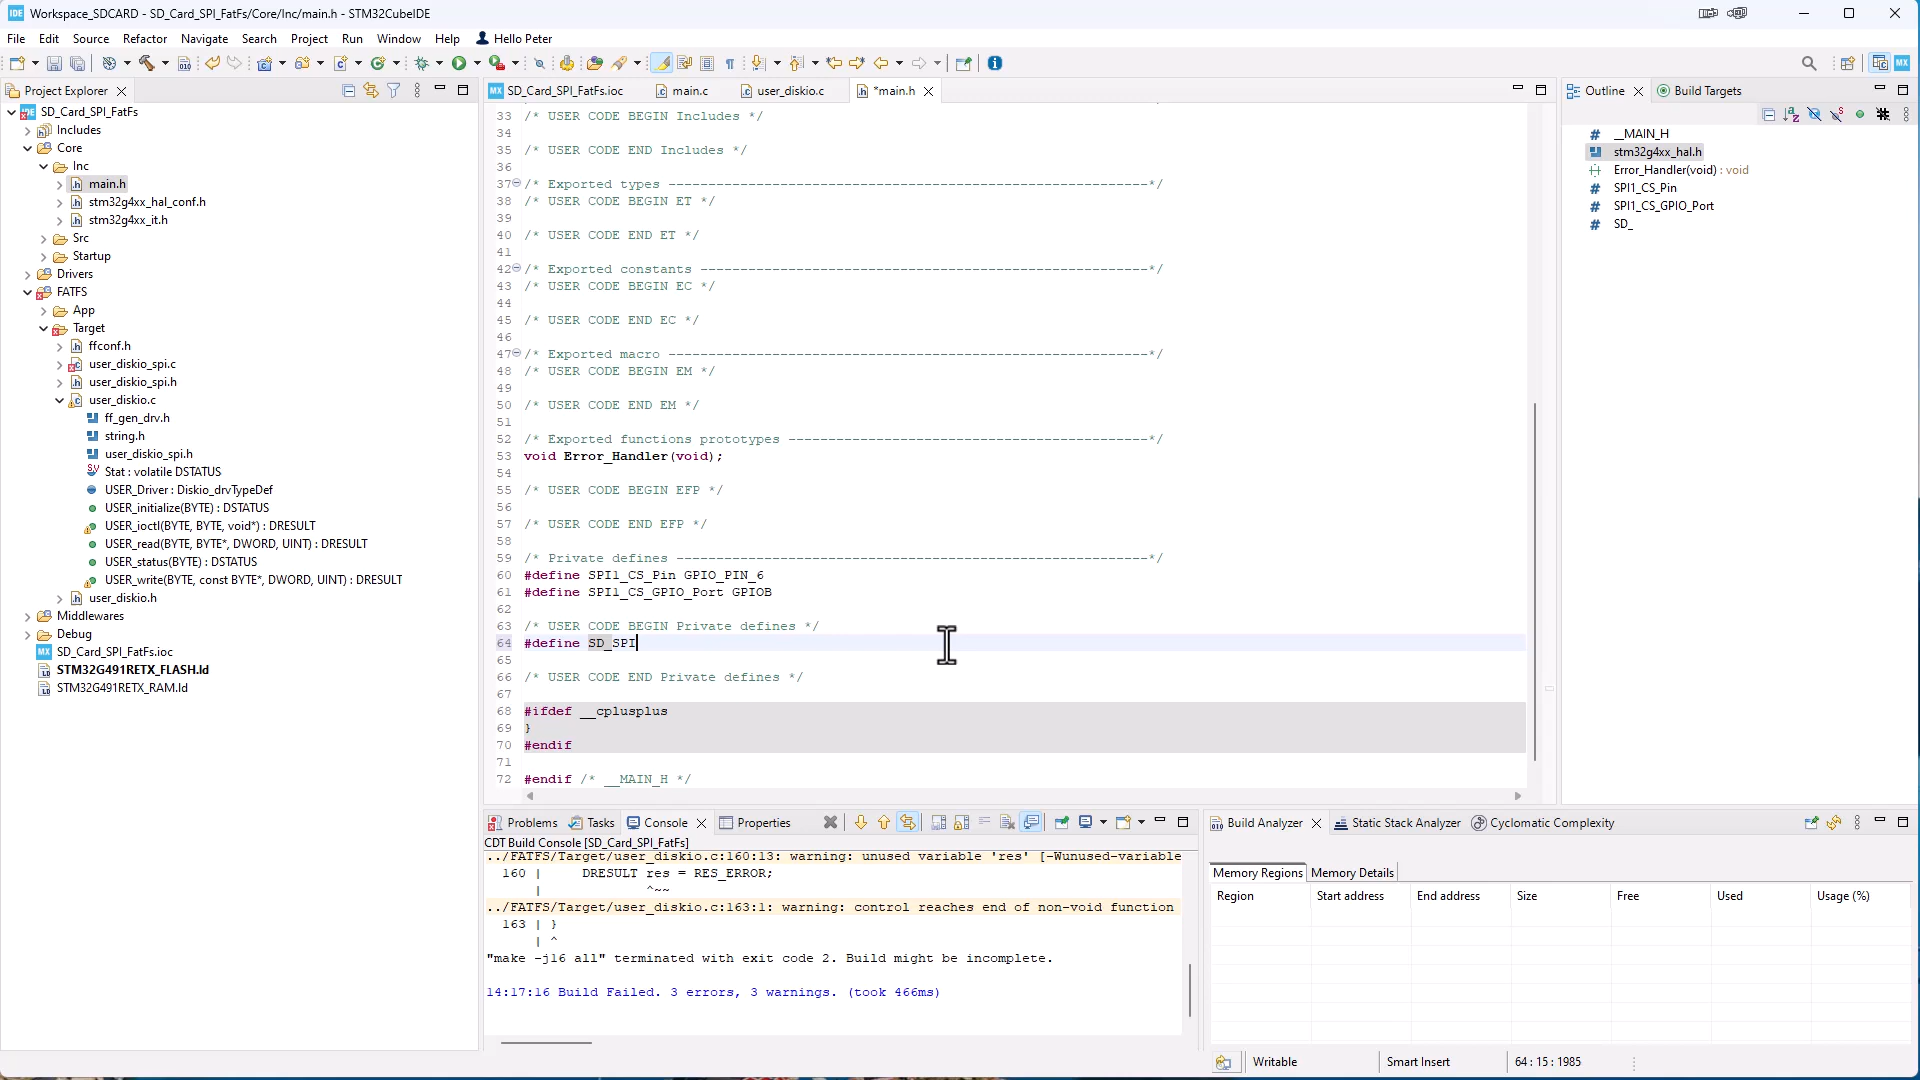 Workspace_SDCARD - SD_Card_SPI_FatFs/Core/Inc/main.h - STM32CubeIDE
File Edit Source Refactor Navigate Search Project Run Window Help Hello Peter
Project Explorer
SD_Card_SPI_FatFs
Includes
Core
Inc
main.h
stm32g4xx_hal_conf.h
stm32g4xx_it.h
Src
Startup
Drivers
FATFS
App
Target
ffconf.h
user_diskio_spi.c
user_diskio_spi.h
user_diskio.c
ff_gen_drv.h
string.h
user_diskio_spi.h
Stat : volatile DSTATUS
USER_Driver : Diskio_drvTypeDef
USER_initialize(BYTE) : DSTATUS
USER_ioctl(BYTE, BYTE, void*) : DRESULT
USER_read(BYTE, BYTE*, DWORD, UINT) : DRESULT
USER_status(BYTE) : DSTATUS
USER_write(BYTE, const BYTE*, DWORD, UINT) : DRESULT
user_diskio.h
Middlewares
Debug
SD_Card_SPI_FatFs.ioc
STM32G491RETX_FLASH.ld
STM32G491RETX_RAM.ld
SD_Card_SPI_FatFs.ioc main.c user_diskio.c *main.h
33 /* USER CODE BEGIN Includes */
34
35 /* USER CODE END Includes */
36
37 /* Exported types ------------------------------------------------------------*/
38 /* USER CODE BEGIN ET */
39
40 /* USER CODE END ET */
41
42 /* Exported constants --------------------------------------------------------*/
43 /* USER CODE BEGIN EC */
44
45 /* USER CODE END EC */
46
47 /* Exported macro ------------------------------------------------------------*/
48 /* USER CODE BEGIN EM */
49
50 /* USER CODE END EM */
51
52 /* Exported functions prototypes ---------------------------------------------*/
53 void Error_Handler(void);
54
55 /* USER CODE BEGIN EFP */
56
57 /* USER CODE END EFP */
58
59 /* Private defines -----------------------------------------------------------*/
60 #define SPI1_CS_Pin GPIO_PIN_6
61 #define SPI1_CS_GPIO_Port GPIOB
62
63 /* USER CODE BEGIN Private defines */
64 #define SD_SPI
65
66 /* USER CODE END Private defines */
67
68 #ifdef __cplusplus
69 }
70 #endif
71
72 #endif /* __MAIN_H */
Outline Build Targets
__MAIN_H
stm32g4xx_hal.h
Error_Handler(void) : void
SPI1_CS_Pin
SPI1_CS_GPIO_Port
SD_
Problems Tasks Console Properties
CDT Build Console [SD_Card_SPI_FatFs]
../FATFS/Target/user_diskio.c:160:13: warning: unused variable 'res' [-Wunused-variable
160 | DRESULT res = RES_ERROR;
| ^~~
../FATFS/Target/user_diskio.c:163:1: warning: control reaches end of non-void function
163 | }
| ^
"make -j16 all" terminated with exit code 2. Build might be incomplete.
14:17:16 Build Failed. 3 errors, 3 warnings. (took 466ms)
Build Analyzer Static Stack Analyzer Cyclomatic Complexity
Memory Regions Memory Details
Region Start address End address Size Free Used Usage (%)
Writable Smart Insert 64 : 15 : 1985